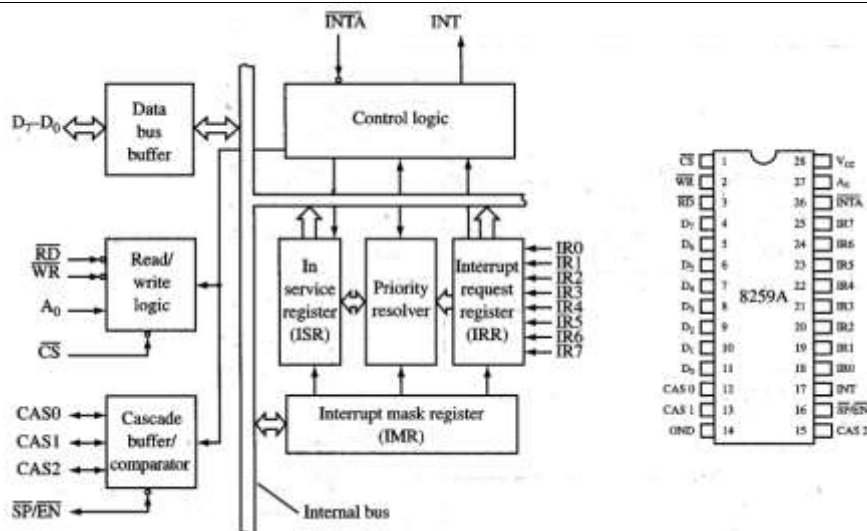 INTA
INT
D7–D0
Data
bus
buffer
Control logic
RD
WR
A0
CS
Read/
write
logic
In
service
register
(ISR)
Priority
resolver
Interrupt
request
register
(IRR)
IR0
IR1
IR2
IR3
IR4
IR5
IR6
IR7
CAS0
CAS1
CAS2
SP/EN
Cascade
buffer/
comparator
Interrupt mask register
(IMR)
Internal bus
CS 1 28 VCC
WR 2 27 A0
RD 3 26 INTA
D7 4 25 IR7
D6 5 24 IR6
D5 6 23 IR5
D4 7 22 IR4
8259A
D3 8 21 IR3
D2 9 20 IR2
D1 10 19 IR1
D0 11 18 IR0
CAS 0 12 17 INT
CAS 1 13 16 SP/EN
GND 14 15 CAS 2